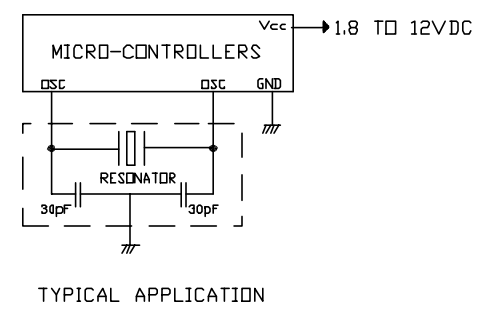 Vcc
1.8 TO 12VDC
MICRO-CONTROLLERS
OSC OSC GND
RESONATOR
30pF 30pF
TYPICAL APPLICATION